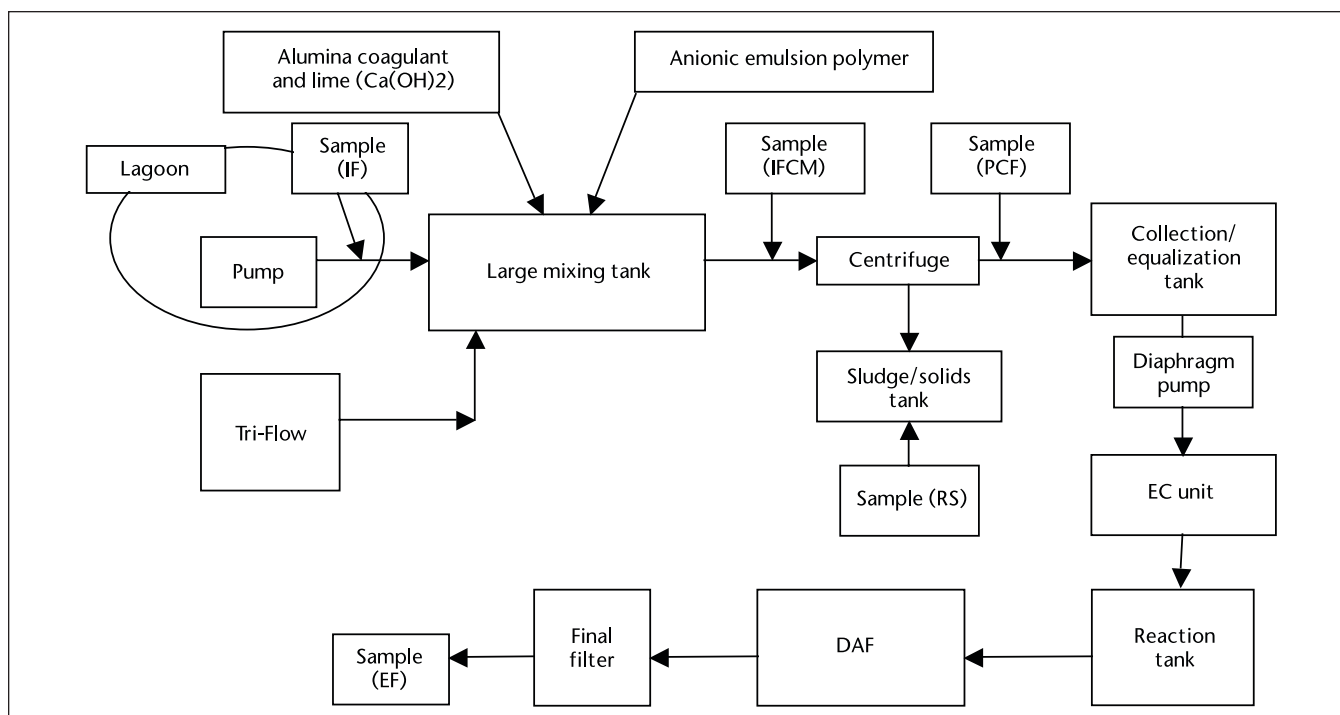 Alumina coagulant
and lime (Ca(OH)2)
Anionic emulsion polymer
Lagoon
Sample
(IF)
Sample
(IFCM)
Sample
(PCF)
Pump
Large mixing tank
Centrifuge
Collection/
equalization
tank
Tri-Flow
Sludge/solids
tank
Diaphragm
pump
Sample (RS)
EC unit
Sample
(EF)
Final
filter
DAF
Reaction
tank